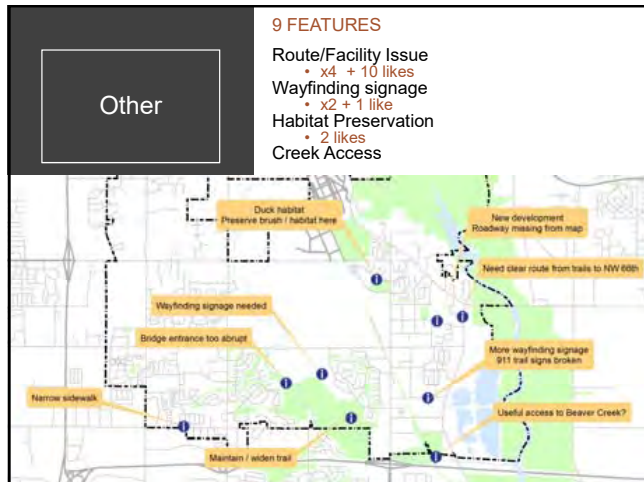 Other
9 FEATURES
Route/Facility Issue
• x4 + 10 likes
Wayfinding signage
• x2 + 1 like
Habitat Preservation
• 2 likes
Creek Access
Duck habitat
Preserve brush / habitat here
New development
Roadway missing from map
Need clear route from trails to NW 66th
Wayfinding signage needed
Bridge entrance too abrupt
More wayfinding signage
911 trail signs broken
Narrow sidewalk
Useful access to Beaver Creek?
Maintain / widen trail